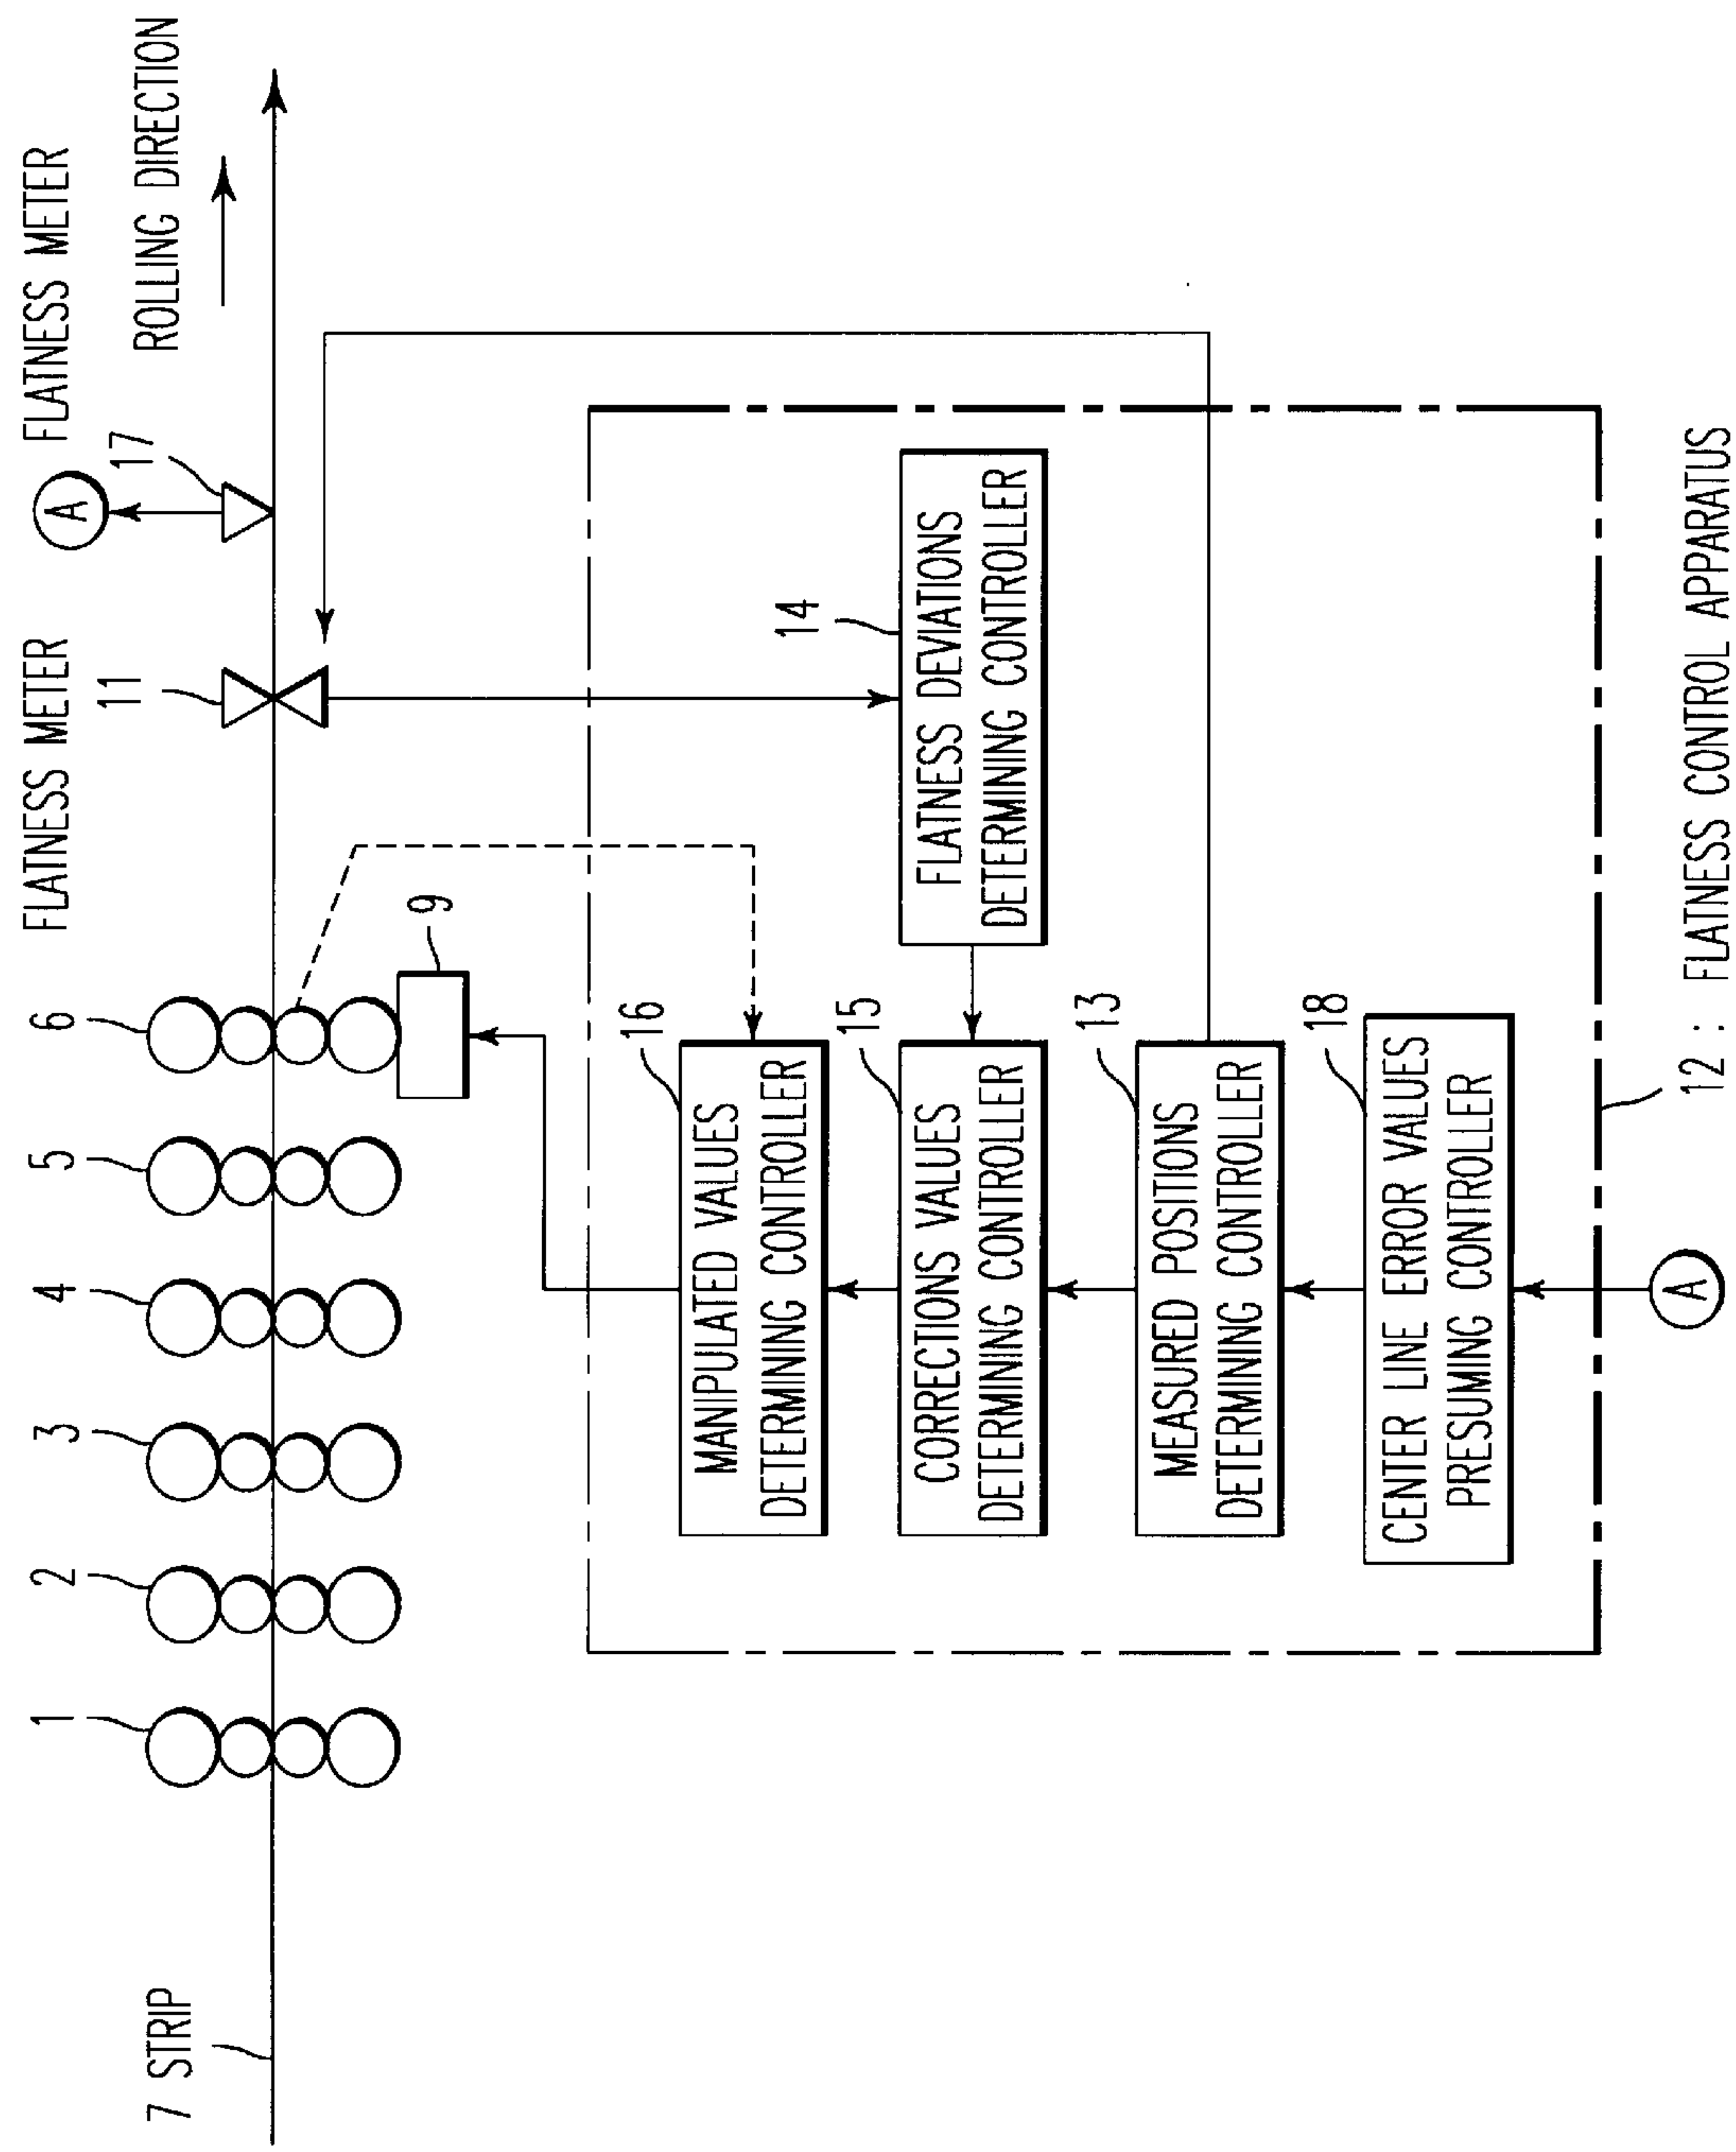 FLATNESS METER
FLATNESS METER
A
17
11
ROLLING DIRECTION
1
2
3
4
5
6
7 STRIP
9
16
MANIPULATED VALUES
DETERMINING CONTROLLER
14
FLATNESS DEVIATIONS
DETERMINING CONTROLLER
15
CORRECTIONS VALUES
DETERMINING CONTROLLER
13
MEASURED POSITIONS
DETERMINING CONTROLLER
18
CENTER LINE ERROR VALUES
PRESUMING CONTROLLER
A
12 : FLATNESS CONTROL APPARATUS